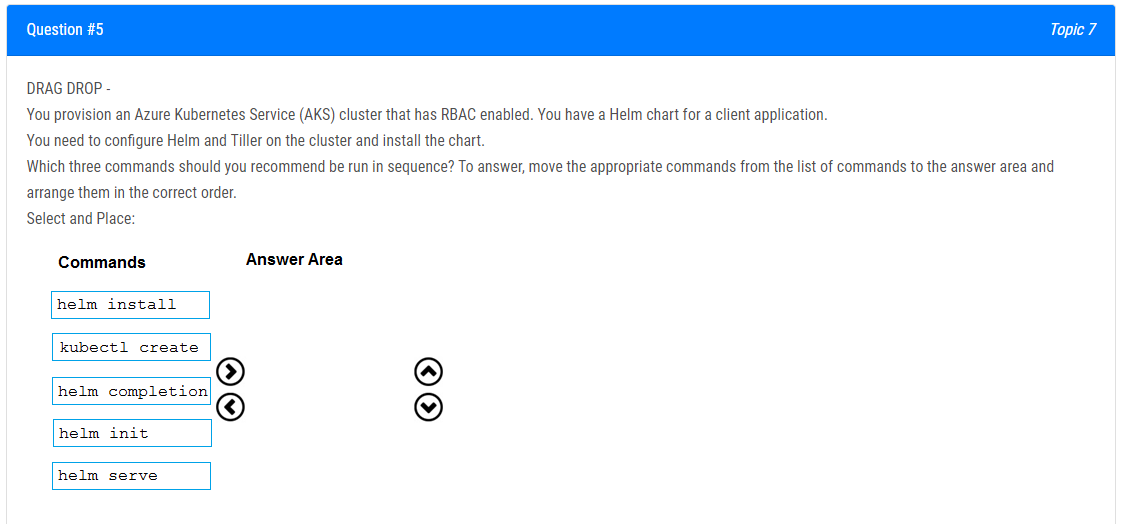 Question #5
Topic 7
DRAG DROP -
You provision an Azure Kubernetes Service (AKS) cluster that has RBAC enabled. You have a Helm chart for a client application.
You need to configure Helm and Tiller on the cluster and install the chart.
Which three commands should you recommend be run in sequence? To answer, move the appropriate commands from the list of commands to the answer area and
arrange them in the correct order.
Select and Place:
Commands
Answer Area
helm install
kubectl create
helm completion
helm init
helm serve